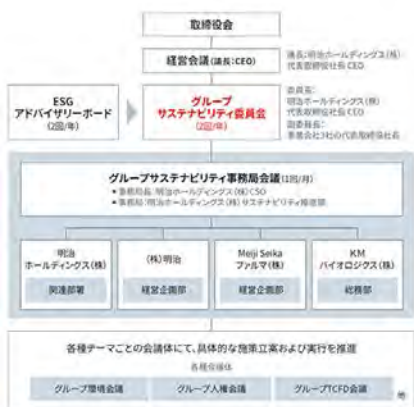 取締役会
経営会議(議長:CEO)
議長:明治ホールディングス(株)
代表取締役社長 CEO
ESG
アドバイザリーボード
(2回/年)
グループ
サステナビリティ委員会
(2回/年)
委員長:
明治ホールディングス(株)
代表取締役社長 CEO
副委員長:
事業会社3社の代表取締役社長
グループサステナビリティ事務局会議(1回/月)
• 事務局長:明治ホールディングス(株) CSO
• 事務局:明治ホールディングス(株) サステナビリティ推進部
明治
ホールディングス(株)
関連部署
(株)明治
経営企画部
Meiji Seika
ファルマ(株)
経営企画部
KM
バイオロジクス(株)
総務部
各種テーマごとの会議体にて、具体的な施策立案および実行を推進
各種会議体
グループ環境会議
グループ人権会議
グループTCFD会議
他